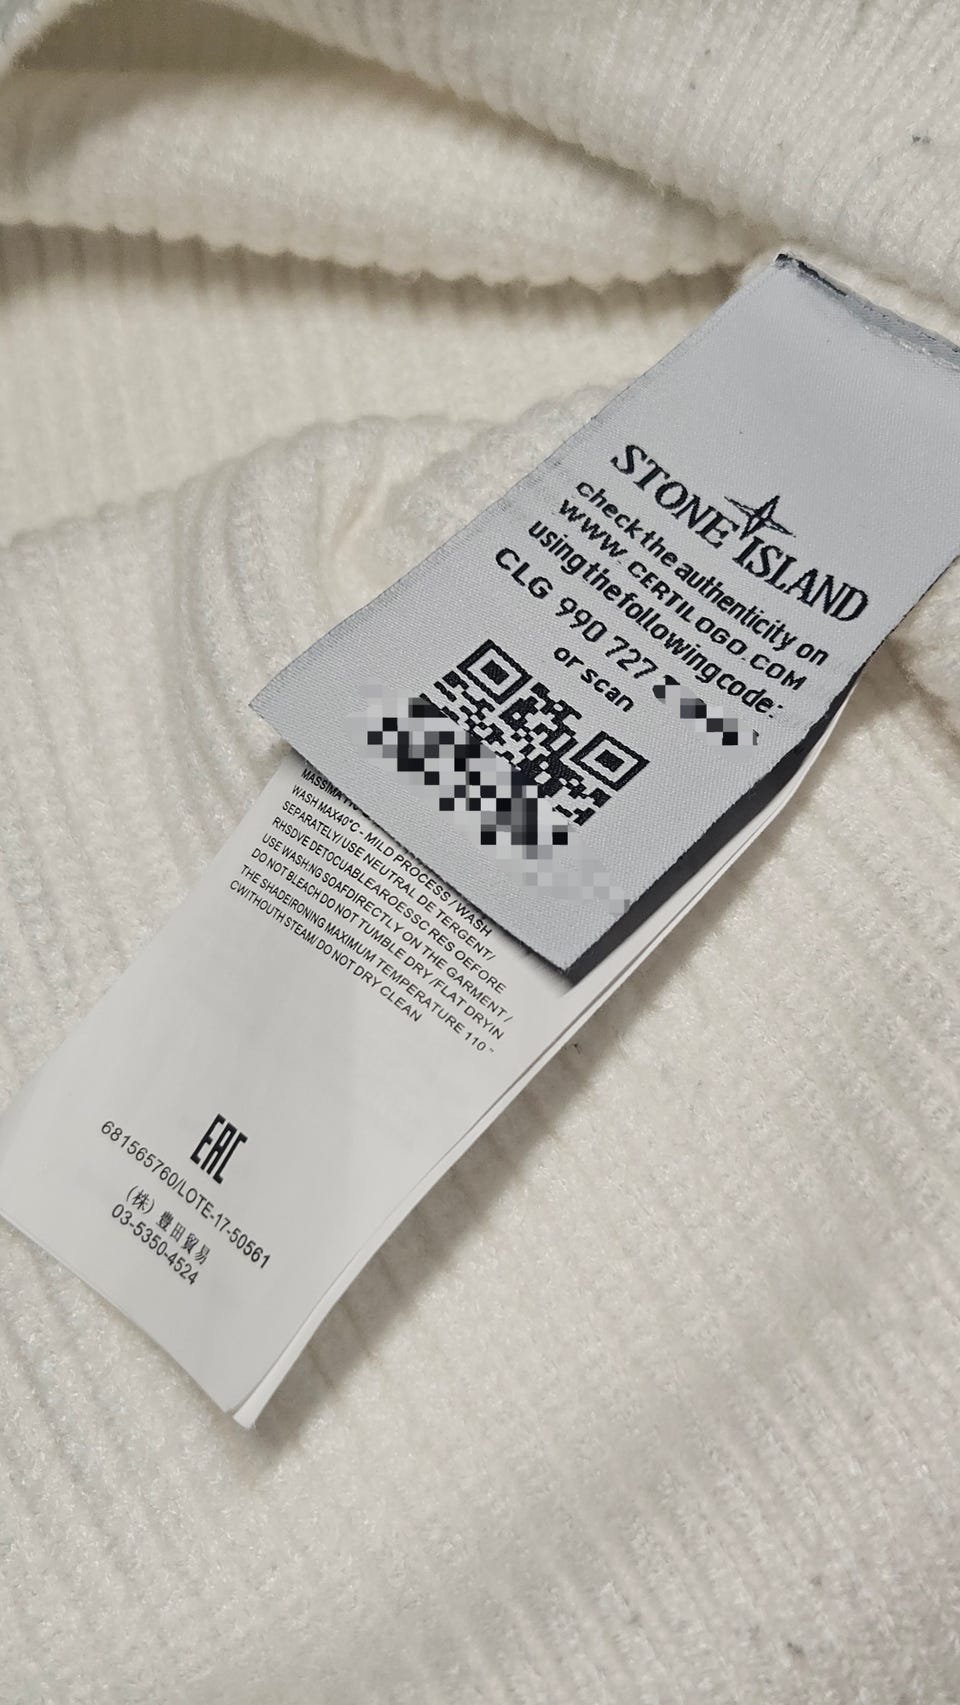 STONE ISLAND
check the authenticity on
WWW.CERTILOGO.COM
using the following code:
CLG 990 727
or scan
WASH MAX40°C - MILD PROCESS / WASH
SEPARATELY/ USE NEUTRAL DE TERGENT/
RHSDVE DETOCUABLEAROESSC RES OEFORE
USE WASH:NG SOAFDIRECTLY ON THE GARMENT /
DO NOT BLEACH DO NOT TUMBLE DRY /FLAT DRYIN
THE SHADEIRONING MAXIMUM TEMPERATURE 110
CWITHOUTH STEAM/ DO NOT DRY CLEAN
EAC
681565760/LOTE-17-50561
(株) 豊田貿易
03-5350-4524